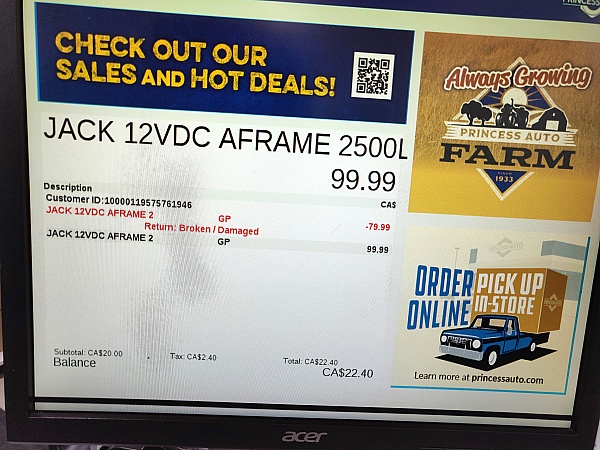 PRINCESS
CHECK OUT OUR
SALES AND HOT DEALS!
JACK 12VDC AFRAME 2500L
99.99
Description CA$
Customer ID:10000119575761946
JACK 12VDC AFRAME 2 GP -79.99
Return: Broken / Damaged
JACK 12VDC AFRAME 2 GP 99.99
Subtotal: CA$20.00 Tax: CA$2.40 Total: CA$22.40
Balance CA$22.40
Always Growing
PRINCESS AUTO
FARM
SINCE
1933
ORDER ONLINE
PICK UP IN-STORE
Learn more at princessauto.com
acer